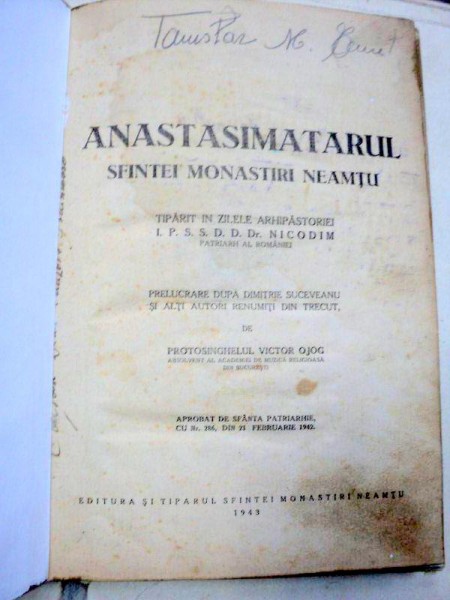 ANASTASIMATARUL
SFINTEI MONASTIRI NEAMȚU
TIPĂRIT IN ZILELE ARHIPĂSTORIEI
I. P. S. S. D. D. Dr. NICODIM
PATRIARH AL ROMÂNIEI
PRELUCRARE DUPĂ DIMITRIE SUCEVEANU
ȘI ALȚI AUTORI RENUMIȚI DIN TRECUT,
DE
PROTOSINGHELUL VICTOR OJOG
ABSOLVENT AL ACADEMIEI DE MUZICĂ RELIGIOASĂ
DIN BUCUREȘTI
APROBAT DE SFÂNTA PATRIARHIE,
CU Nr. 166, DIN 21 FEBRUARIE 1942.
EDITURA ȘI TIPARUL SFINTEI MONASTIRI NEAMȚU
1943